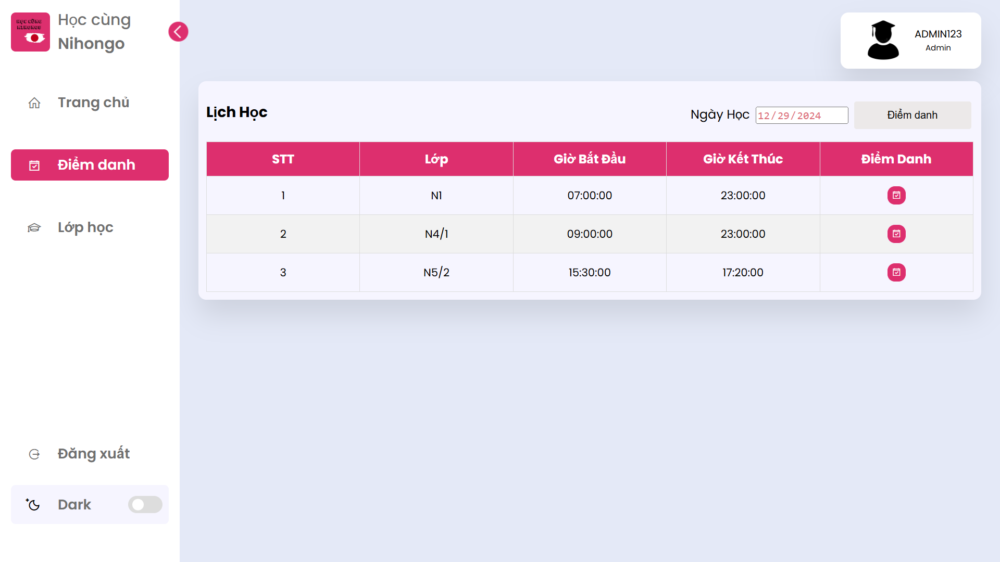 HỌC CÙNG
NIHONGO
Học cùng
Nihongo
Trang chủ
Điểm danh
Lớp học
Đăng xuất
Dark
ADMIN123
Admin
Lịch Học
Ngày Học 12/29/2024 Điểm danh
STT Lớp Giờ Bắt Đầu Giờ Kết Thúc Điểm Danh
1 N1 07:00:00 23:00:00
2 N4/1 09:00:00 23:00:00
3 N5/2 15:30:00 17:20:00